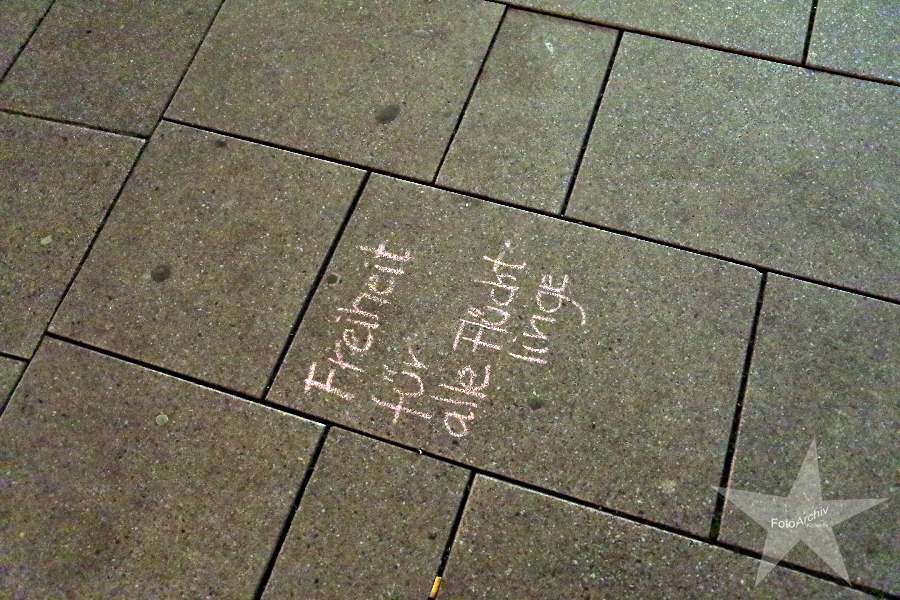 Freiheit
für
alle Flücht-
linge
FotoArchiv